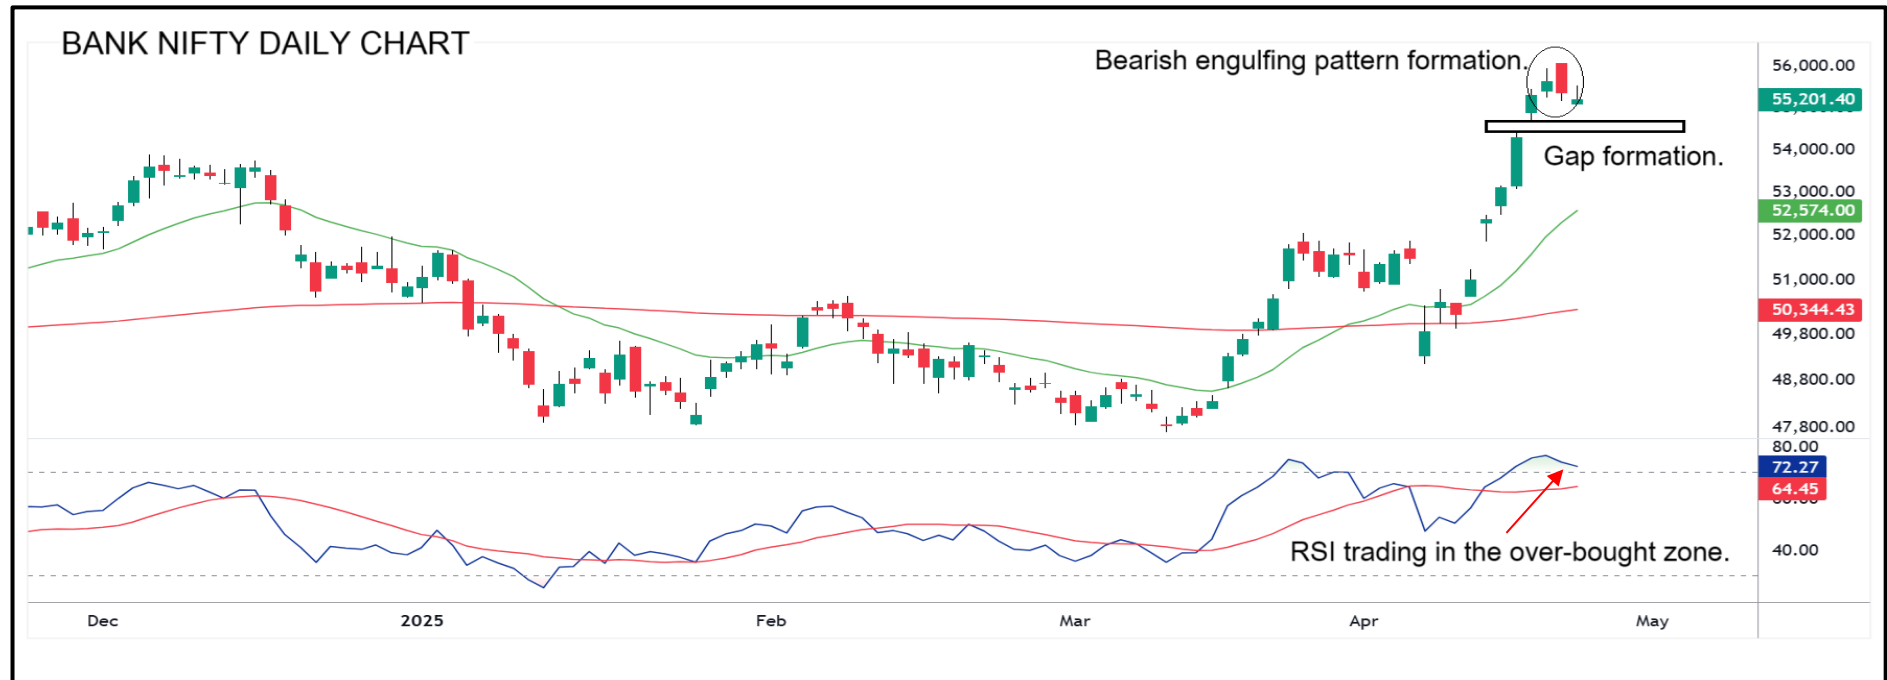 BANK NIFTY DAILY CHART
Bearish engulfing pattern formation.
56,000.00
55,201.40
Gap formation.
54,000.00
53,000.00
52,574.00
52,000.00
51,000.00
50,344.43
49,800.00
48,800.00
47,800.00
80.00
72.27
64.45
RSI trading in the over-bought zone.
40.00
Dec
2025
Feb
Mar
Apr
May